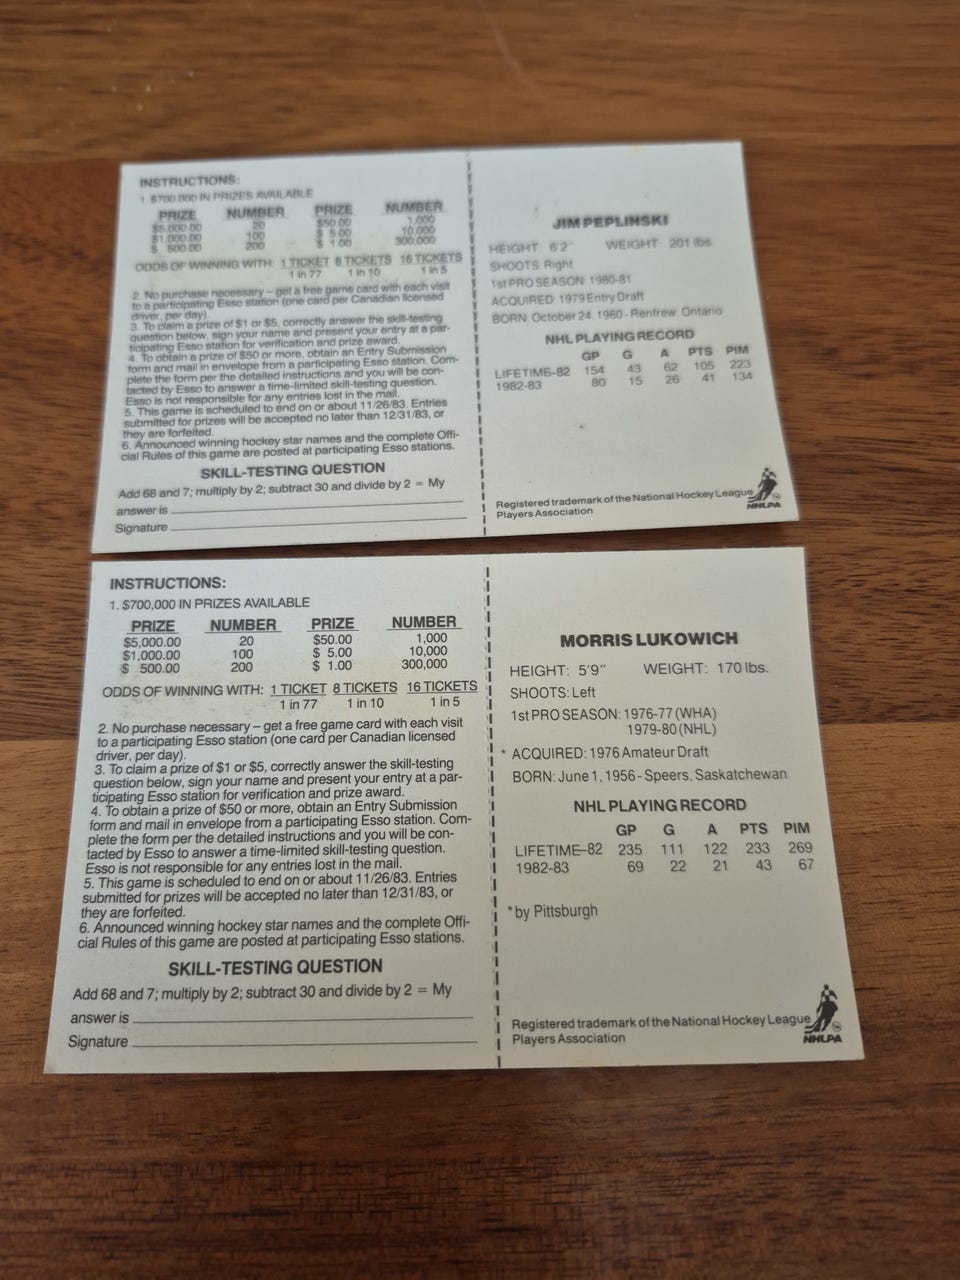 INSTRUCTIONS:
1. $700,000 IN PRIZES AVAILABLE
PRIZE NUMBER PRIZE NUMBER
$5,000.00 20 $50.00 1,000
$1,000.00 100 $ 5.00 10,000
$ 500.00 200 $ 1.00 300,000
ODDS OF WINNING WITH: 1 TICKET 8 TICKETS 16 TICKETS
1 in 77 1 in 10 1 in 5
2. No purchase necessary – get a free game card with each visit
to a participating Esso station (one card per Canadian licensed
driver, per day).
3. To claim a prize of $1 or $5, correctly answer the skill-testing
question below, sign your name and present your entry at a par-
ticipating Esso station for verification and prize award.
4. To obtain a prize of $50 or more, obtain an Entry Submission
form and mail in envelope from a participating Esso station. Com-
plete the form per the detailed instructions and you will be con-
tacted by Esso to answer a time-limited skill-testing question.
Esso is not responsible for any entries lost in the mail.
5. This game is scheduled to end on or about 11/26/83. Entries
submitted for prizes will be accepted no later than 12/31/83, or
they are forfeited.
6. Announced winning hockey star names and the complete Offi-
cial Rules of this game are posted at participating Esso stations.
SKILL-TESTING QUESTION
Add 68 and 7; multiply by 2; subtract 30 and divide by 2 = My
answer is
Signature
JIM PEPLINSKI
HEIGHT: 6'2" WEIGHT: 201 lbs.
SHOOTS: Right
1st PRO SEASON: 1980-81
ACQUIRED: 1979 Entry Draft
BORN: October 24, 1960 - Renfrew, Ontario
NHL PLAYING RECORD
GP G A PTS PIM
LIFETIME-82 154 43 62 105 223
1982-83 80 15 26 41 134
Registered trademark of the National Hockey League
Players Association
NHLPA
INSTRUCTIONS:
1. $700,000 IN PRIZES AVAILABLE
PRIZE NUMBER PRIZE NUMBER
$5,000.00 20 $50.00 1,000
$1,000.00 100 $ 5.00 10,000
$ 500.00 200 $ 1.00 300,000
ODDS OF WINNING WITH: 1 TICKET 8 TICKETS 16 TICKETS
1 in 77 1 in 10 1 in 5
2. No purchase necessary – get a free game card with each visit
to a participating Esso station (one card per Canadian licensed
driver, per day).
3. To claim a prize of $1 or $5, correctly answer the skill-testing
question below, sign your name and present your entry at a par-
ticipating Esso station for verification and prize award.
4. To obtain a prize of $50 or more, obtain an Entry Submission
form and mail in envelope from a participating Esso station. Com-
plete the form per the detailed instructions and you will be con-
tacted by Esso to answer a time-limited skill-testing question.
Esso is not responsible for any entries lost in the mail.
5. This game is scheduled to end on or about 11/26/83. Entries
submitted for prizes will be accepted no later than 12/31/83, or
they are forfeited.
6. Announced winning hockey star names and the complete Offi-
cial Rules of this game are posted at participating Esso stations.
SKILL-TESTING QUESTION
Add 68 and 7; multiply by 2; subtract 30 and divide by 2 = My
answer is
Signature
MORRIS LUKOWICH
HEIGHT: 5'9" WEIGHT: 170 lbs.
SHOOTS: Left
1st PRO SEASON: 1976-77 (WHA)
1979-80 (NHL)
* ACQUIRED: 1976 Amateur Draft
BORN: June 1, 1956 - Speers, Saskatchewan
NHL PLAYING RECORD
GP G A PTS PIM
LIFETIME-82 235 111 122 233 269
1982-83 69 22 21 43 67
* by Pittsburgh
Registered trademark of the National Hockey League
Players Association
NHLPA